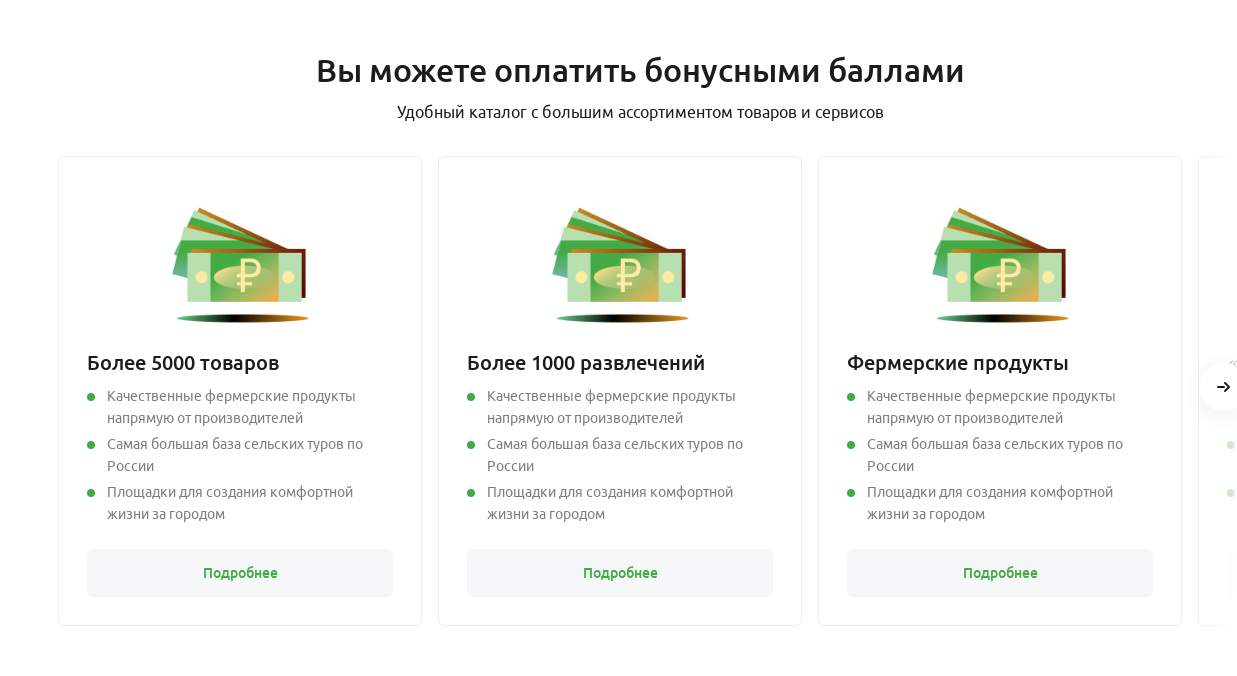 Вы можете оплатить бонусными баллами
Удобный каталог с большим ассортиментом товаров и сервисов
Более 5000 товаров
Качественные фермерские продукты
напрямую от производителей
Самая большая база сельских туров по
России
Площадки для создания комфортной
жизни за городом
Подробнее
Более 1000 развлечений
Качественные фермерские продукты
напрямую от производителей
Самая большая база сельских туров по
России
Площадки для создания комфортной
жизни за городом
Подробнее
Фермерские продукты
Качественные фермерские продукты
напрямую от производителей
Самая большая база сельских туров по
России
Площадки для создания комфортной
жизни за городом
Подробнее